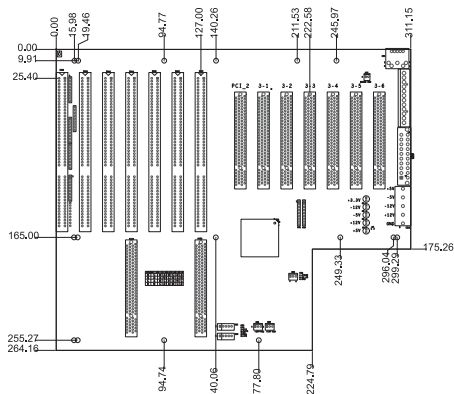 0.00
15.98
19.46
94.77
127.00
140.26
211.53
222.58
245.97
311.15
0.00
9.91
25.40
PCI_2 3-1 3-2 3-3 3-4 3-5 3-6
+3.3V
-12V
-5V
+12V
+5V
-5V
-12V
+12V
+5V
165.00
175.26
249.33
296.04
299.29
255.27
264.16
94.74
40.06
77.80
224.79